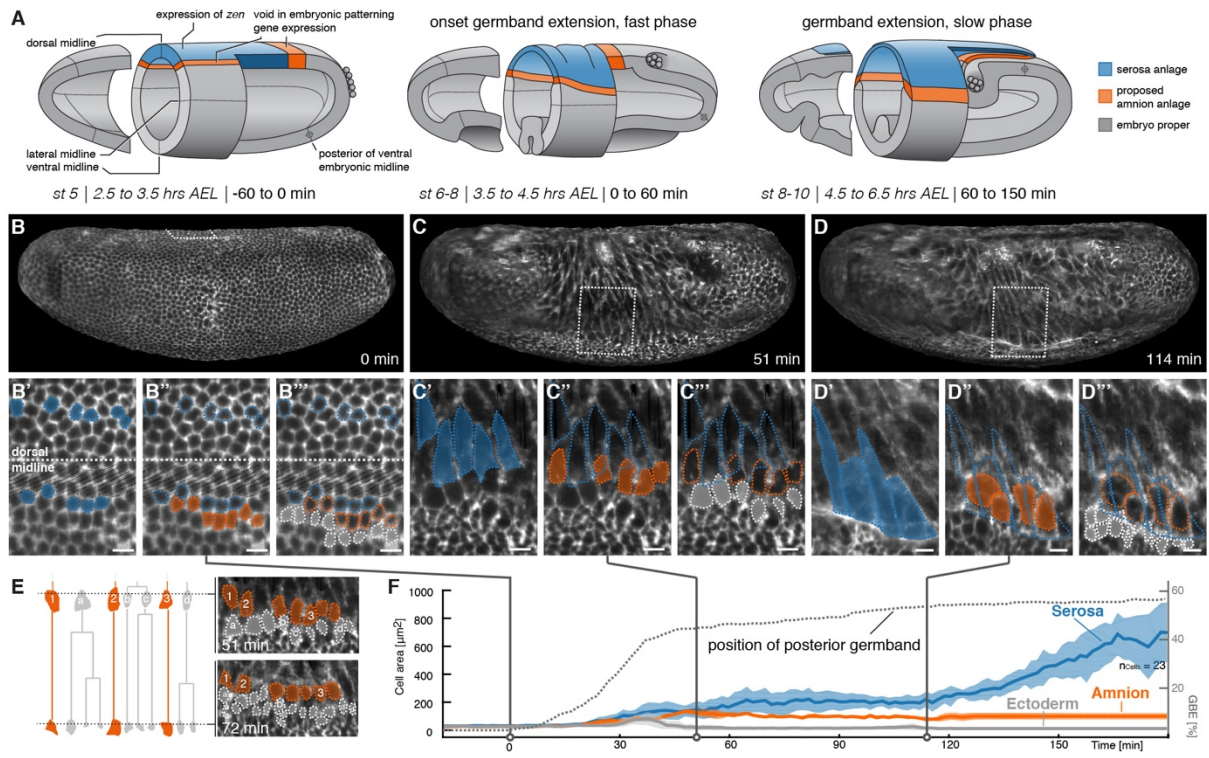 A
expression of zen
void in embryonic patterning
gene expression
dorsal midline
lateral midline
ventral midline
posterior of ventral
embryonic midline
onset germband extension, fast phase
germband extension, slow phase
serosa anlage
proposed
amnion anlage
embryo proper
st 5 | 2.5 to 3.5 hrs AEL | -60 to 0 min
st 6-8 | 3.5 to 4.5 hrs AEL | 0 to 60 min
st 8-10 | 4.5 to 6.5 hrs AEL | 60 to 150 min
B
0 min
C
51 min
D
114 min
B'
dorsal
midline
B''
B'''
C'
C''
C'''
D'
D''
D'''
E
1
a
2
b
c
3
d
1
2
3
a
51 min
1
2
3
72 min
F
Cell area [µm2]
1000
800
600
400
200
0
0
30
60
90
120
150
Time [min]
60
40
20
GBE [%]
position of posterior germband
Serosa
nCells = 23
Amnion
Ectoderm